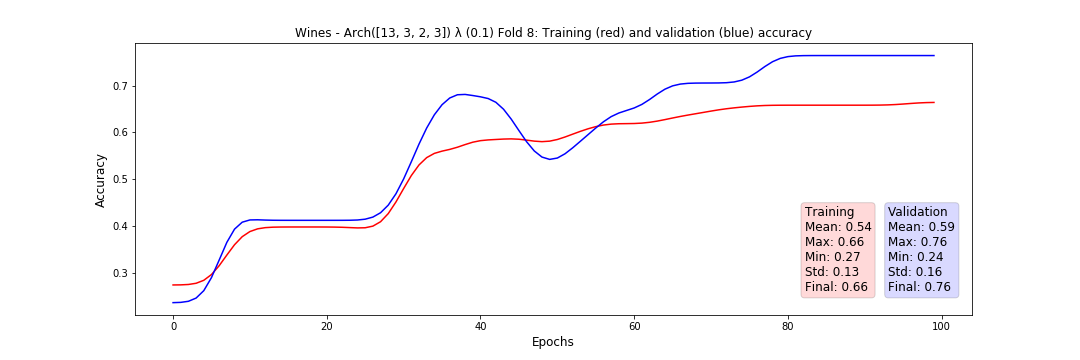 Wines - Arch([13, 3, 2, 3]) λ (0.1) Fold 8: Training (red) and validation (blue) accuracy
Accuracy
0.7
0.6
0.5
0.4
0.3
Training
Mean: 0.54
Max: 0.66
Min: 0.27
Std: 0.13
Final: 0.66
Validation
Mean: 0.59
Max: 0.76
Min: 0.24
Std: 0.16
Final: 0.76
0 20 40 60 80 100
Epochs